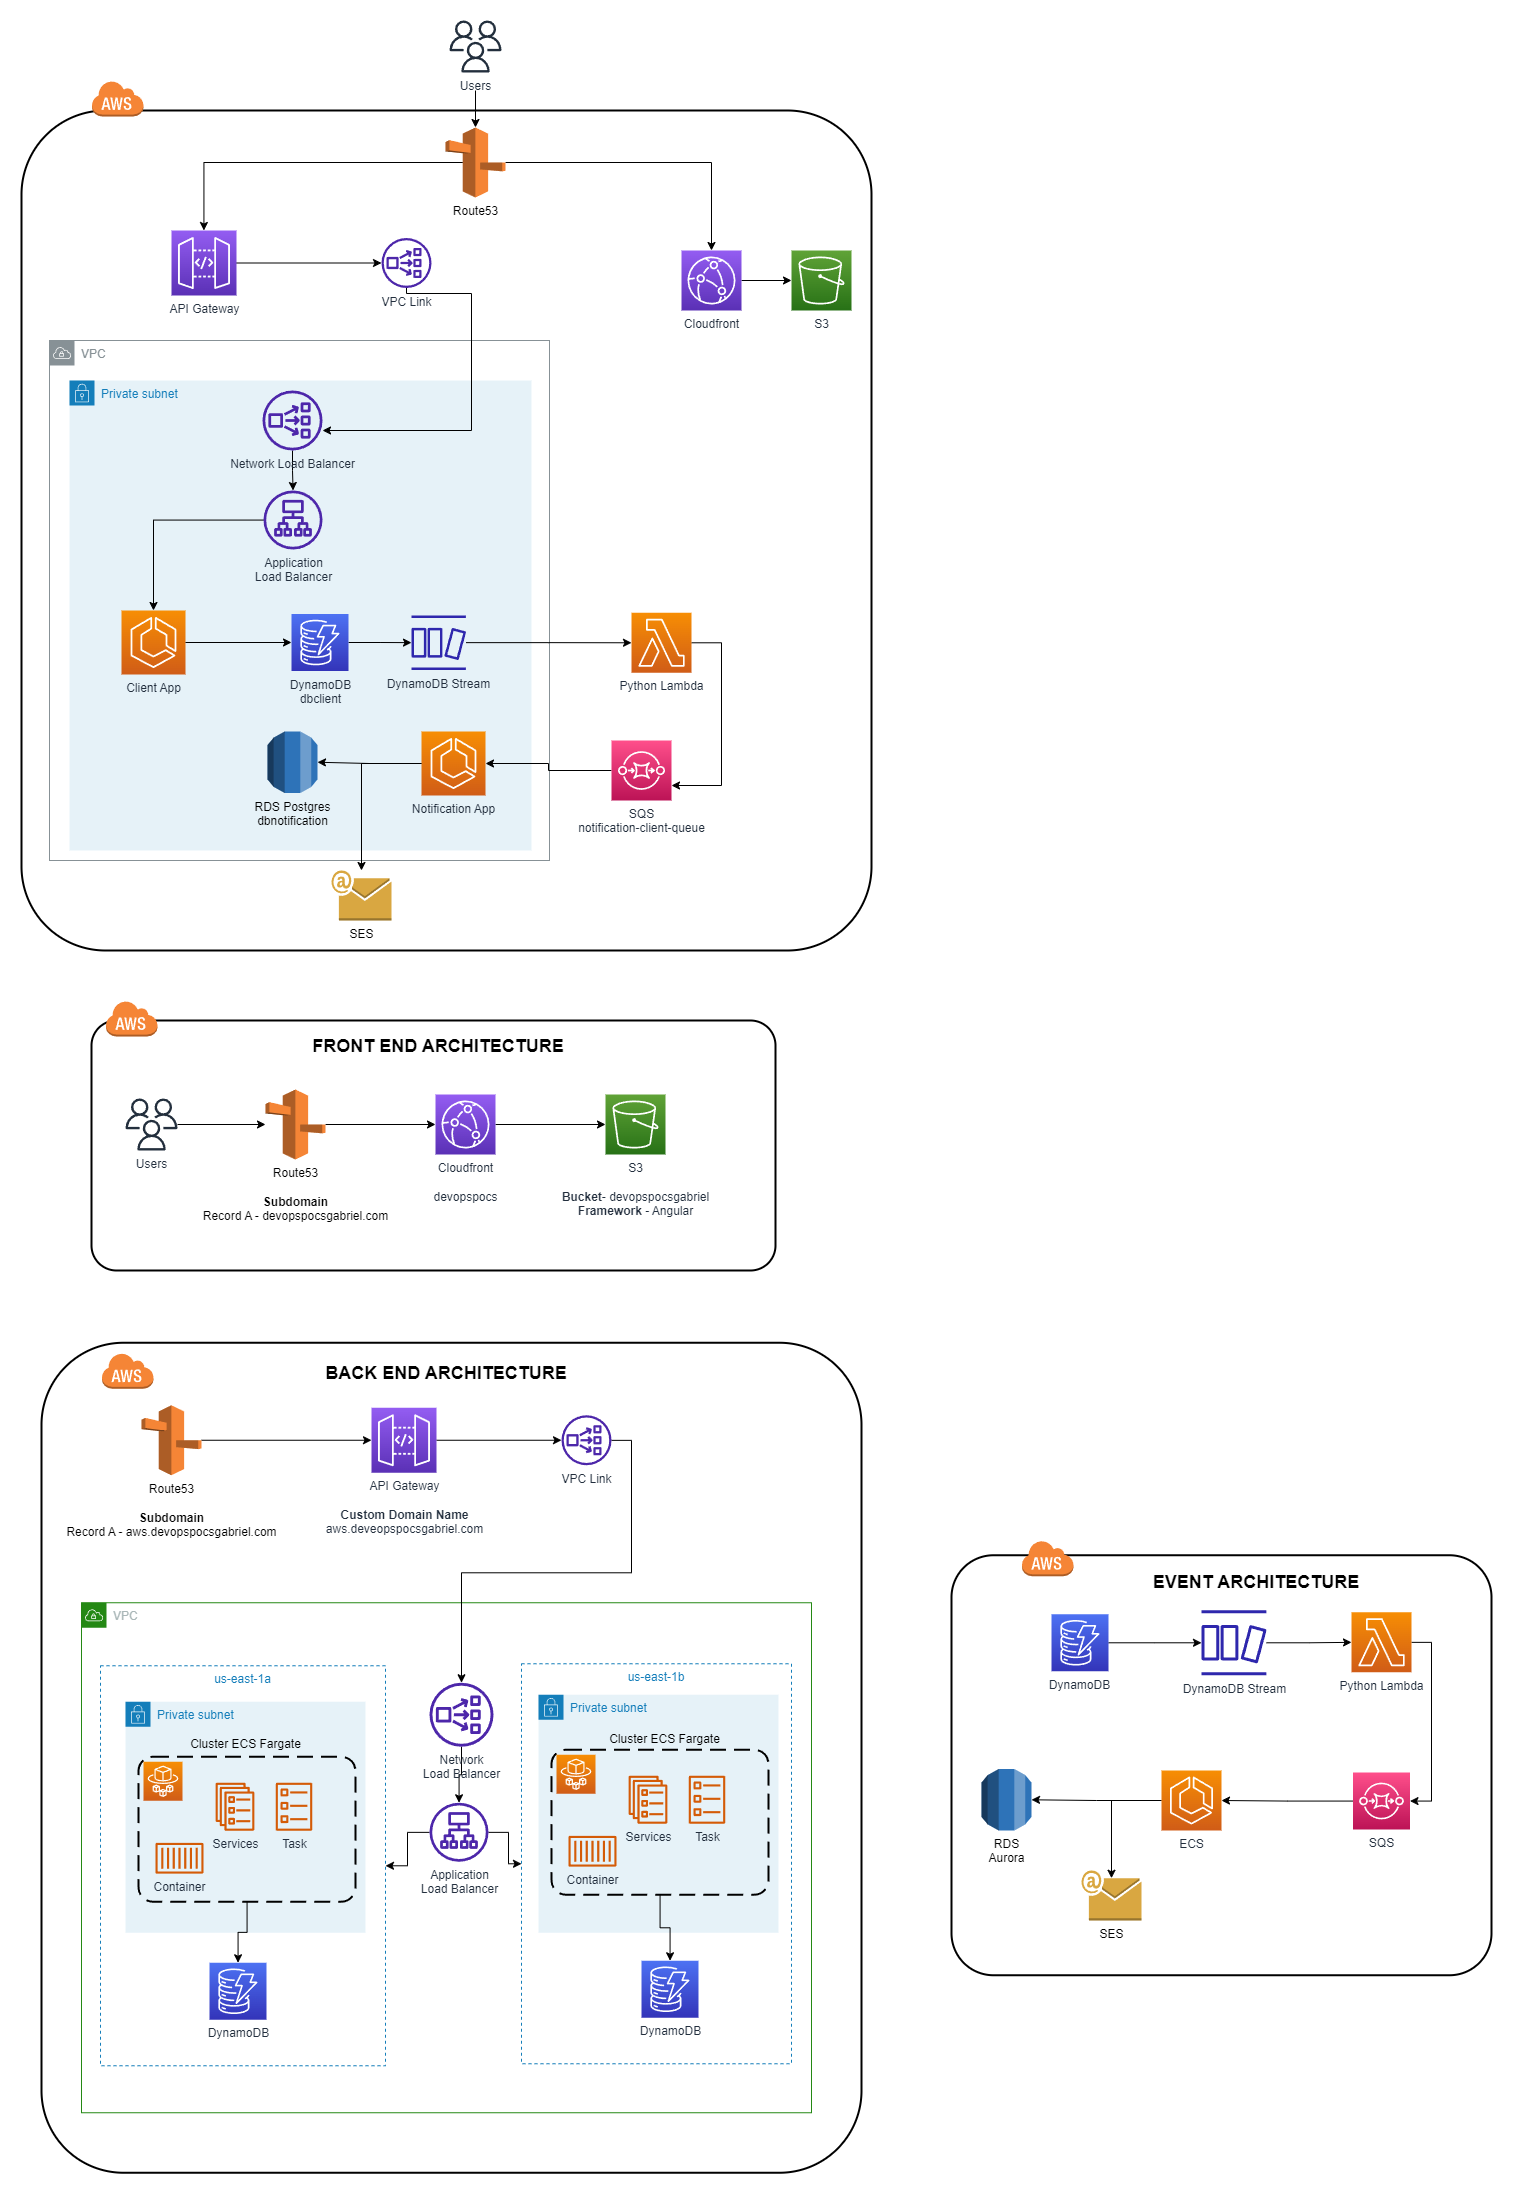 Users
AWS
Route53
API Gateway
VPC Link
Cloudfront
S3
VPC
Private subnet
Network Load Balancer
Application
Load Balancer
Client App
DynamoDB
dbclient
DynamoDB Stream
Python Lambda
RDS Postgres
dbnotification
Notification App
SQS
notification-client-queue
@
SES
AWS
FRONT END ARCHITECTURE
Users
Route53
Subdomain
Record A - devopspocsgabriel.com
Cloudfront
devopspocs
S3
Bucket- devopspocsgabriel
Framework - Angular
AWS
BACK END ARCHITECTURE
Route53
Subdomain
Record A - aws.devopspocsgabriel.com
API Gateway
Custom Domain Name
aws.deveopspocsgabriel.com
VPC Link
VPC
us-east-1a
Private subnet
Cluster ECS Fargate
Services
Task
Container
DynamoDB
Network
Load Balancer
Application
Load Balancer
us-east-1b
Private subnet
Cluster ECS Fargate
Services
Task
Container
DynamoDB
AWS
EVENT ARCHITECTURE
DynamoDB
DynamoDB Stream
Python Lambda
RDS
Aurora
ECS
SQS
@
SES